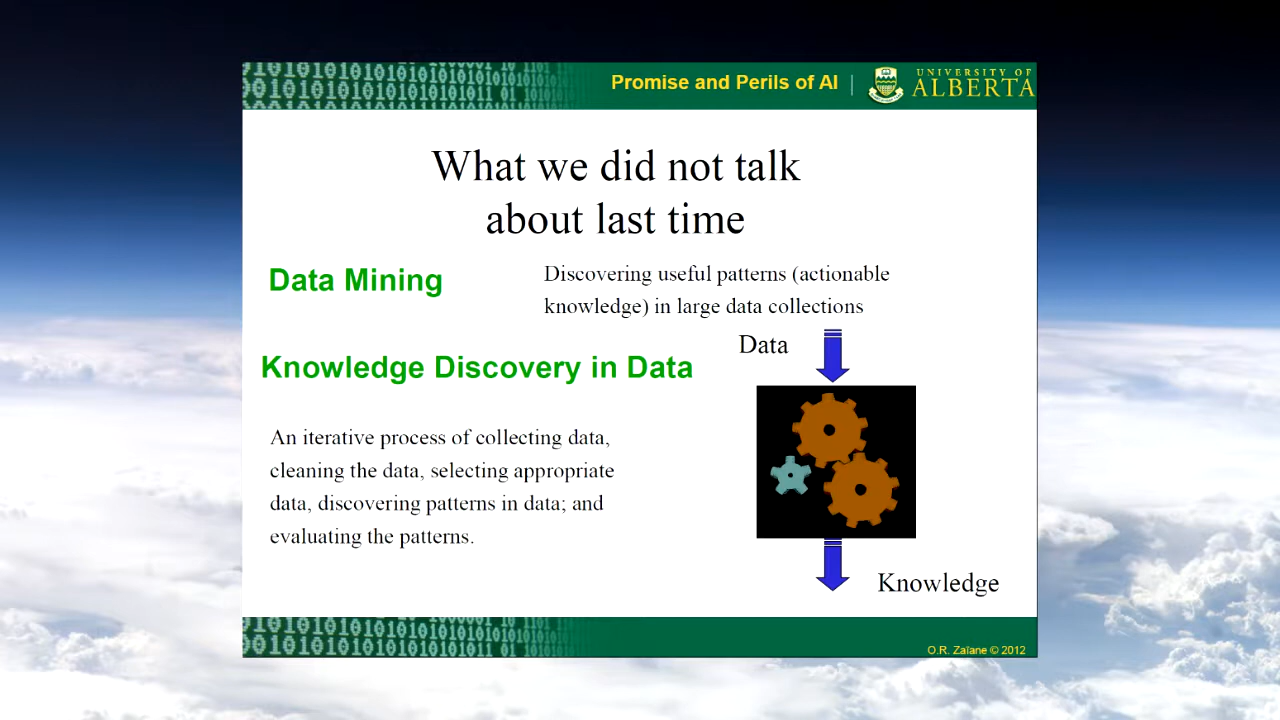 Promise and Perils of AI
UNIVERSITY OF
ALBERTA
What we did not talk
about last time
Data Mining
Discovering useful patterns (actionable
knowledge) in large data collections
Data
Knowledge Discovery in Data
An iterative process of collecting data,
cleaning the data, selecting appropriate
data, discovering patterns in data; and
evaluating the patterns.
Knowledge
O.R. Zaïane © 2012